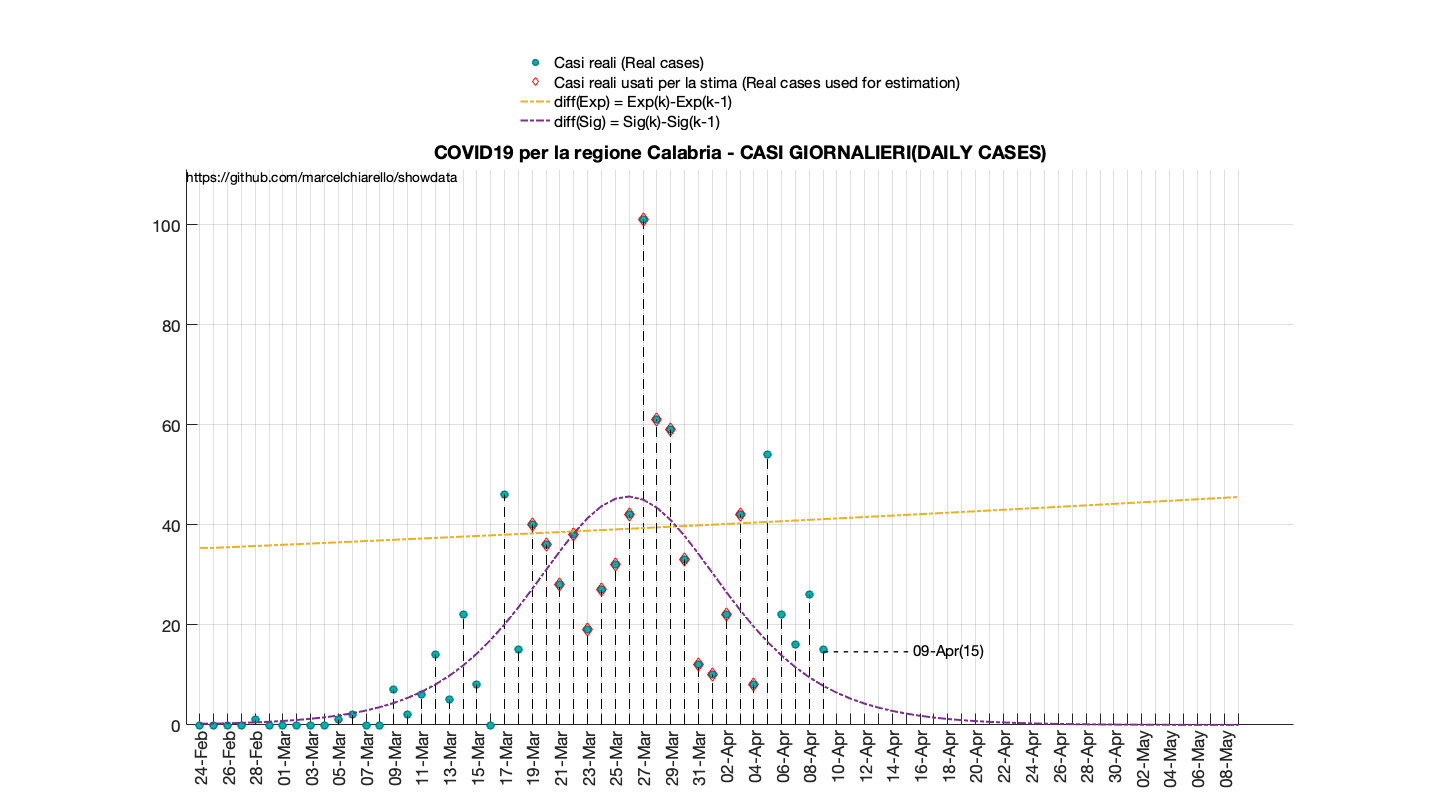 Casi reali (Real cases)
Casi reali usati per la stima (Real cases used for estimation)
diff(Exp) = Exp(k)-Exp(k-1)
diff(Sig) = Sig(k)-Sig(k-1)
COVID19 per la regione Calabria - CASI GIORNALIERI(DAILY CASES)
https://github.com/marcelchiarello/showdata
100
80
60
40
20
0
09-Apr(15)
24-Feb
26-Feb
28-Feb
01-Mar
03-Mar
05-Mar
07-Mar
09-Mar
11-Mar
13-Mar
15-Mar
17-Mar
19-Mar
21-Mar
23-Mar
25-Mar
27-Mar
29-Mar
31-Mar
02-Apr
04-Apr
06-Apr
08-Apr
10-Apr
12-Apr
14-Apr
16-Apr
18-Apr
20-Apr
22-Apr
24-Apr
26-Apr
28-Apr
30-Apr
02-May
04-May
06-May
08-May